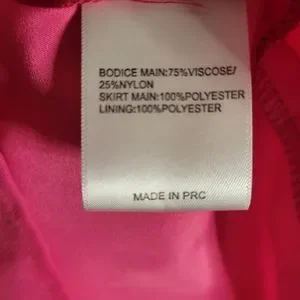 BODICE MAIN:75%VISCOSE/
25%NYLON
SKIRT MAIN:100%POLYESTER
LINING:100%POLYESTER
MADE IN PRC